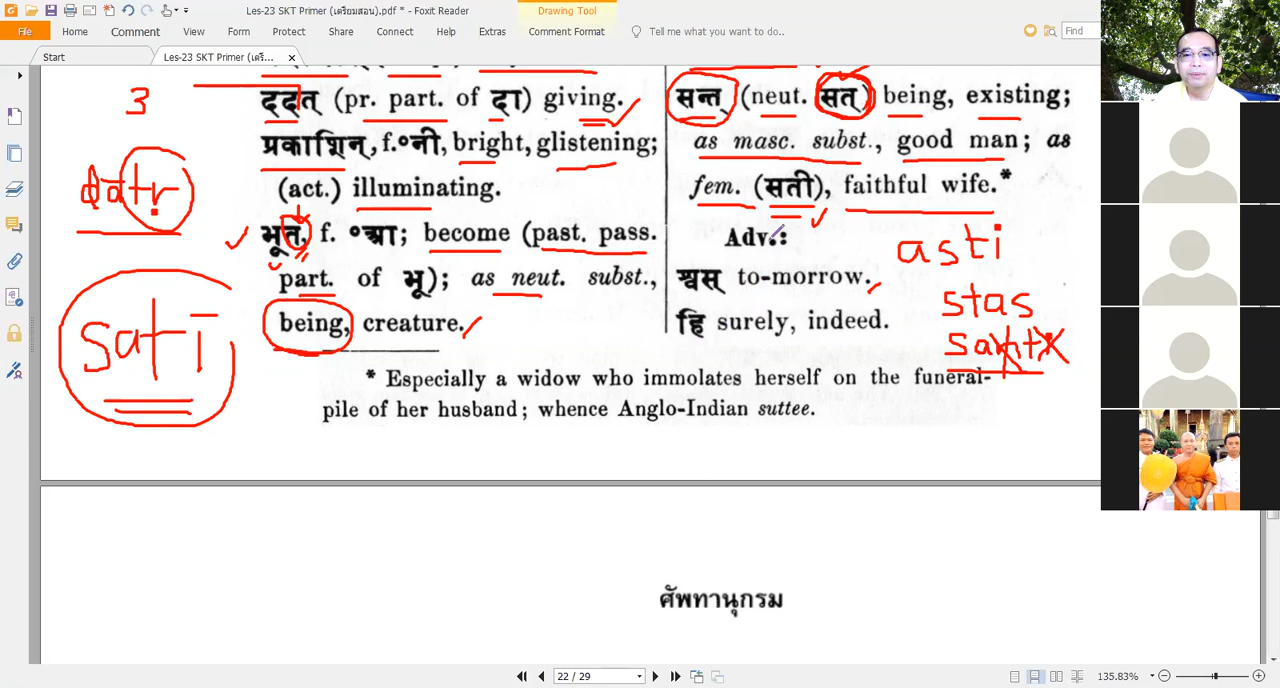 Les-23 SKT Primer (เตรียมสอน).pdf * - Foxit Reader
Drawing Tool
File Home Comment View Form Protect Share Connect Help Extras Comment Format Tell me what you want to do.. Find
Start
Les-23 SKT Primer (เตรี...
3
ददत् (pr. part. of दा) giving.
प्रकाशिन्, f.॰नी, bright, glistening;
(act.) illuminating.
भूत, f. ॰आ; become (past. pass.
part. of भू); as neut. subst.,
being, creature.
datṛ
satī
सन्त् (neut. सत्) being, existing;
as masc. subst., good man; as
fem. (सती), faithful wife.*
Adv.:
श्वस् to-morrow.
हि surely, indeed.
asti
stas
* Especially a widow who immolates herself on the funeral-
pile of her husband; whence Anglo-Indian suttee.
ศัพทานุกรม
22 / 29
135.83%